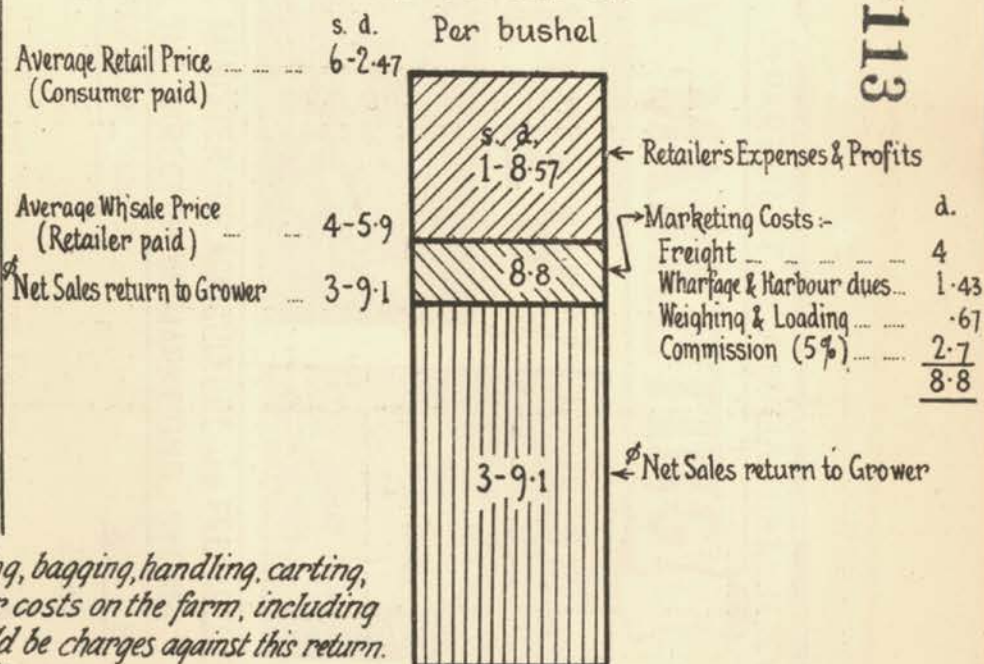 113
s. d.
Per bushel
Average Retail Price ... ... ... 6-2.47
(Consumer paid)
s. d.
1-8.57
← Retailer's Expenses & Profits
Average Wh'sale Price
(Retailer paid) ... ... 4-5.9
8.8
Marketing Costs:- d.
Freight ... ... ... ... ... 4
Wharfage & Harbour dues... 1.43
Weighing & Loading ... ... .67
Commission (5%) ... ... 2.7
8.8
ø Net Sales return to Grower ... 3-9.1
3-9.1
← ø Net Sales return to Grower
bagging, handling, carting,
costs on the farm, including
be charges against this return.